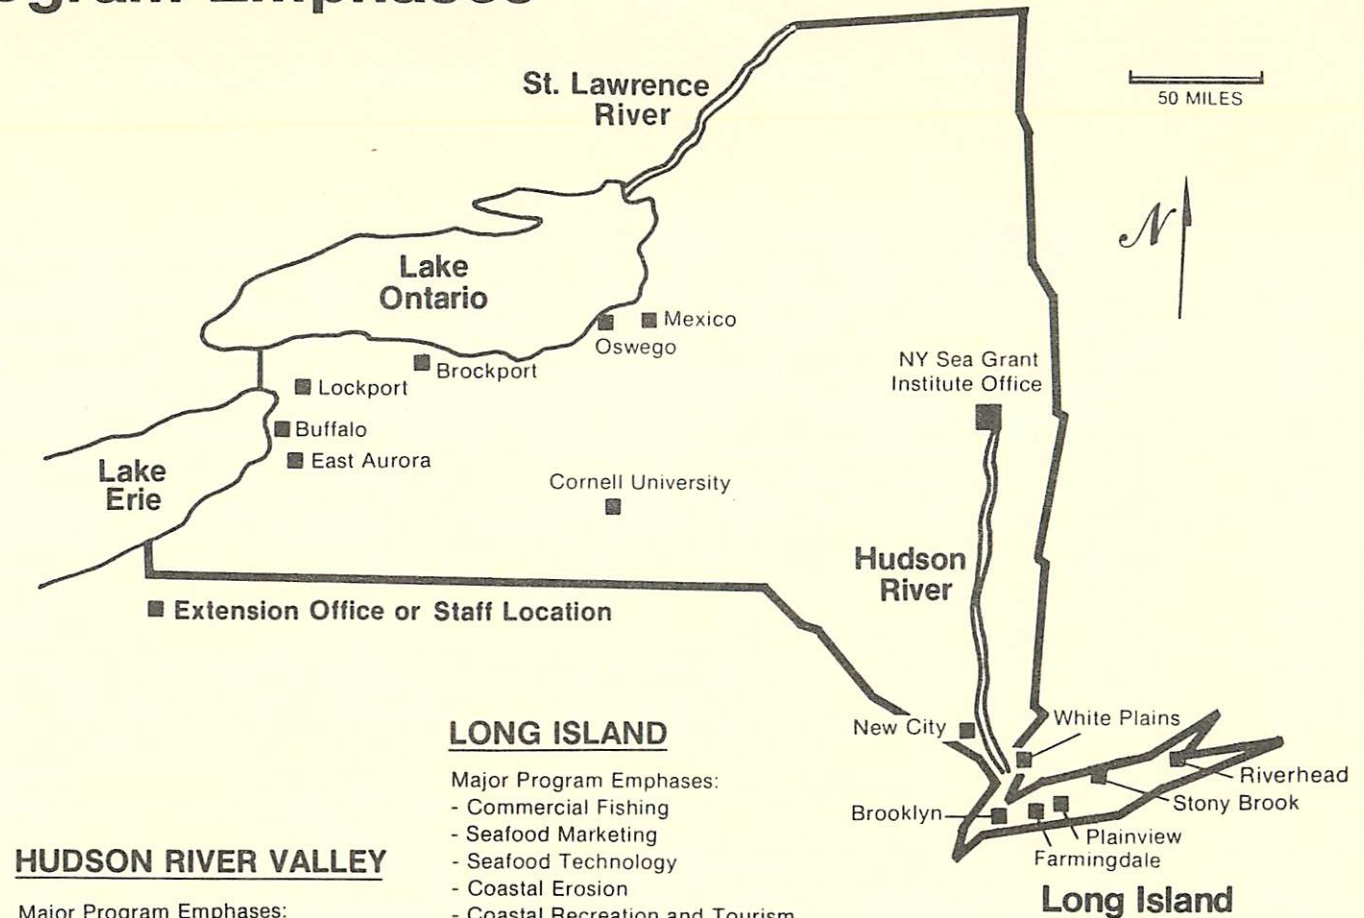 St. Lawrence
River
50 MILES
N
Lake
Ontario
Mexico
Oswego
NY Sea Grant
Institute Office
Brockport
Lockport
Buffalo
East Aurora
Lake
Erie
Cornell University
Hudson
River
Extension Office or Staff Location
New City
White Plains
Riverhead
Stony Brook
Brooklyn
Plainview
Farmingdale
Long Island
LONG ISLAND
Major Program Emphases:
- Commercial Fishing
- Seafood Marketing
- Seafood Technology
- Coastal Erosion
- Coastal Recreation and Tourism
HUDSON RIVER VALLEY
Major Program Emphases: